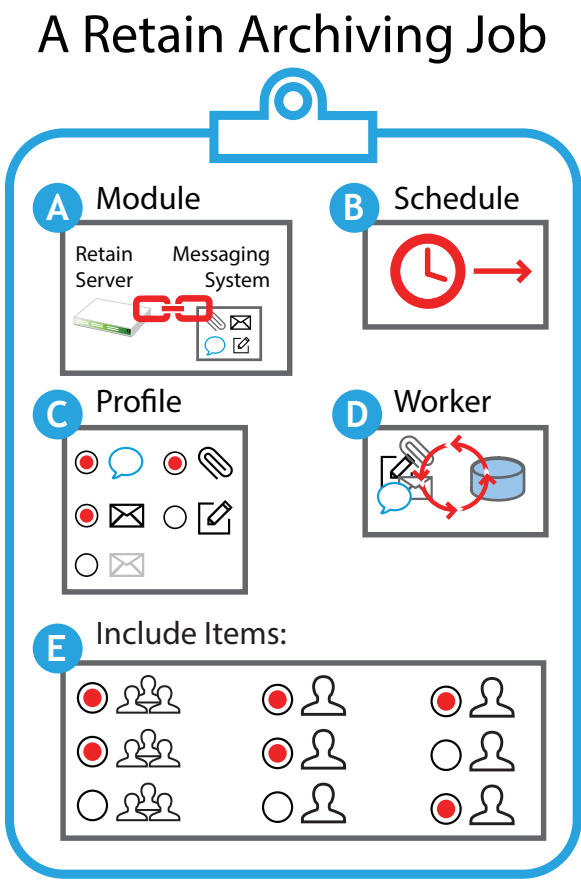 A Retain Archiving Job
A Module
Retain Server
Messaging System
B Schedule
C Profile
D Worker
E Include Items: